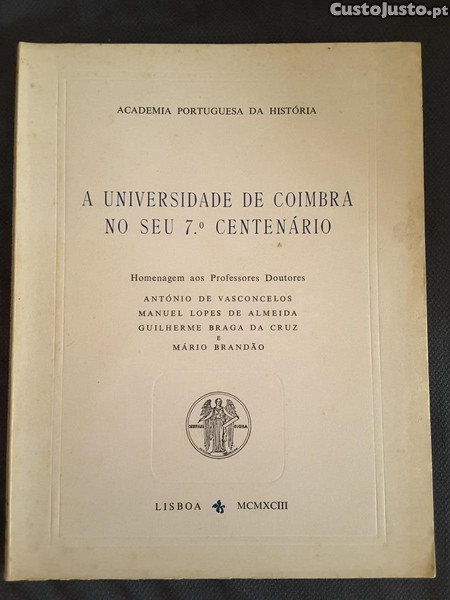 CustoJusto.pt
ACADEMIA PORTUGUESA DA HISTÓRIA
A UNIVERSIDADE DE COIMBRA
NO SEU 7.º CENTENÁRIO
Homenagem aos Professores Doutores
ANTÓNIO DE VASCONCELOS
MANUEL LOPES DE ALMEIDA
GUILHERME BRAGA DA CRUZ
E
MÁRIO BRANDÃO
LISBOA MCMXCIII